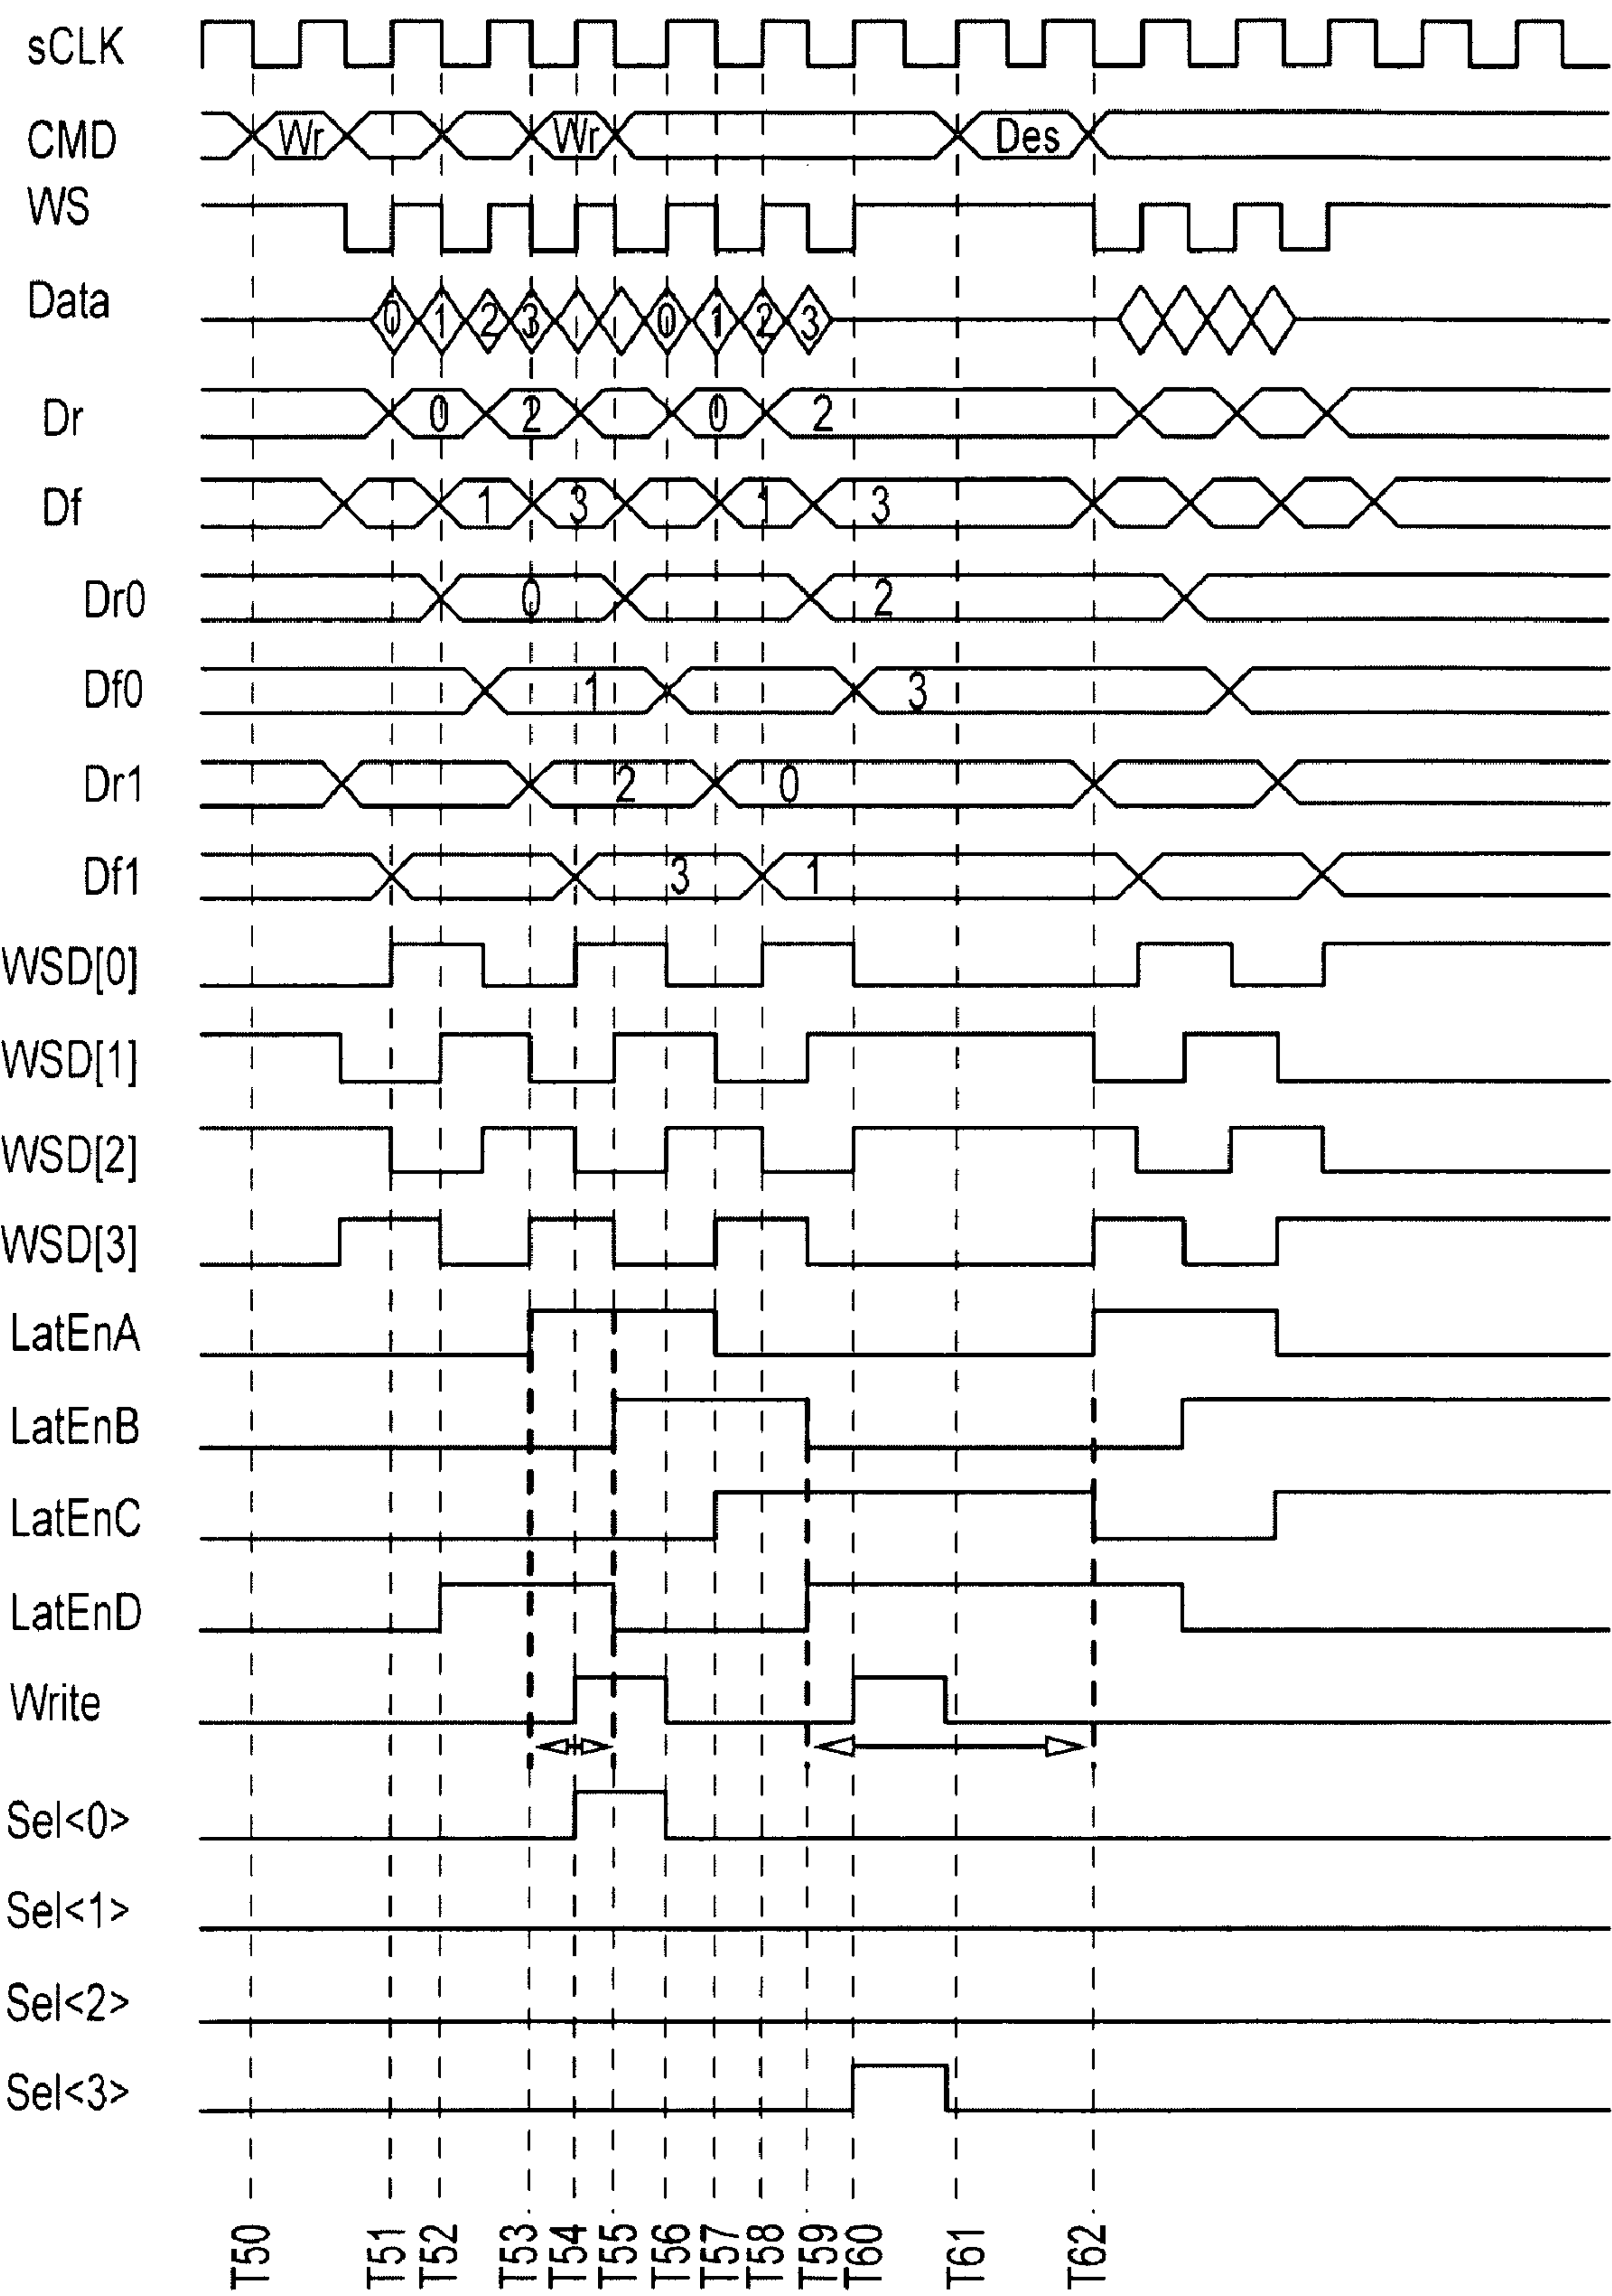 sCLK
CMD Wr Wr Des
WS
Data 0 1 2 3 0 1 2 3
Dr 0 2 0 2
Df 1 3 1 3
Dr0 0 2
Df0 1 3
Dr1 2 0
Df1 3 1
WSD[0]
WSD[1]
WSD[2]
WSD[3]
LatEnA
LatEnB
LatEnC
LatEnD
Write
Sel<0>
Sel<1>
Sel<2>
Sel<3>
T50 T51 T52 T53 T54 T55 T56 T57 T58 T59 T60 T61 T62